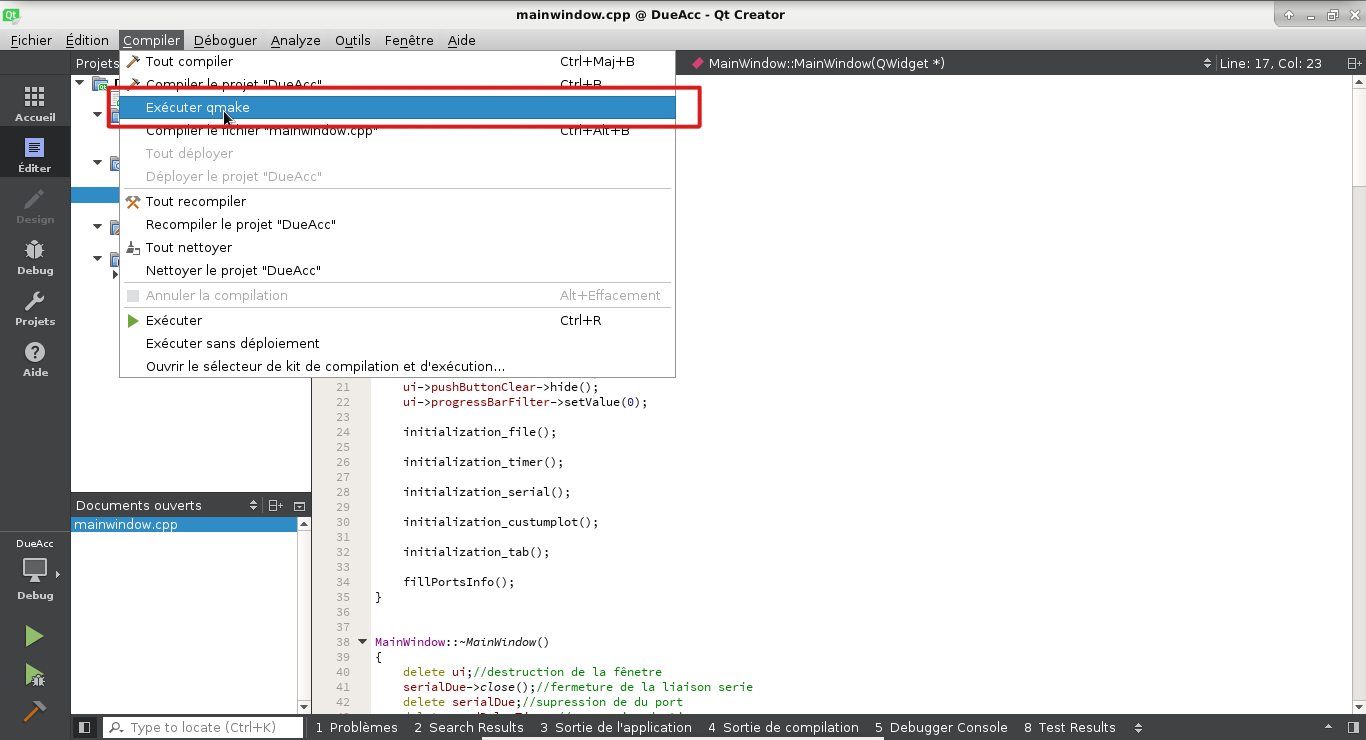 mainwindow.cpp @ DueAcc - Qt Creator
Fichier Édition Compiler Déboguer Analyze Outils Fenêtre Aide
Projets
MainWindow::MainWindow(QWidget *)
Line: 17, Col: 23
Accueil
Éditer
Design
Debug
Projets
Aide
Tout compiler Ctrl+Maj+B
Compiler le projet "DueAcc" Ctrl+B
Exécuter qmake
Compiler le fichier "mainwindow.cpp" Ctrl+Alt+B
Tout déployer
Déployer le projet "DueAcc"
Tout recompiler
Recompiler le projet "DueAcc"
Tout nettoyer
Nettoyer le projet "DueAcc"
Annuler la compilation Alt+Effacement
Exécuter Ctrl+R
Exécuter sans déploiement
Ouvrir le sélecteur de kit de compilation et d'exécution...
21 ui->pushButtonClear->hide();
22 ui->progressBarFilter->setValue(0);
23
24 initialization_file();
25
26 initialization_timer();
27
28 initialization_serial();
29
30 initialization_custumplot();
31
32 initialization_tab();
33
34 fillPortsInfo();
35 }
36
37
38 MainWindow::~MainWindow()
39 {
40 delete ui;//destruction de la fênetre
41 serialDue->close();//fermeture de la liaison serie
42 delete serialDue;//supression de du port
Documents ouverts
mainwindow.cpp
DueAcc
Debug
Type to locate (Ctrl+K)
1 Problèmes 2 Search Results 3 Sortie de l'application 4 Sortie de compilation 5 Debugger Console 8 Test Results